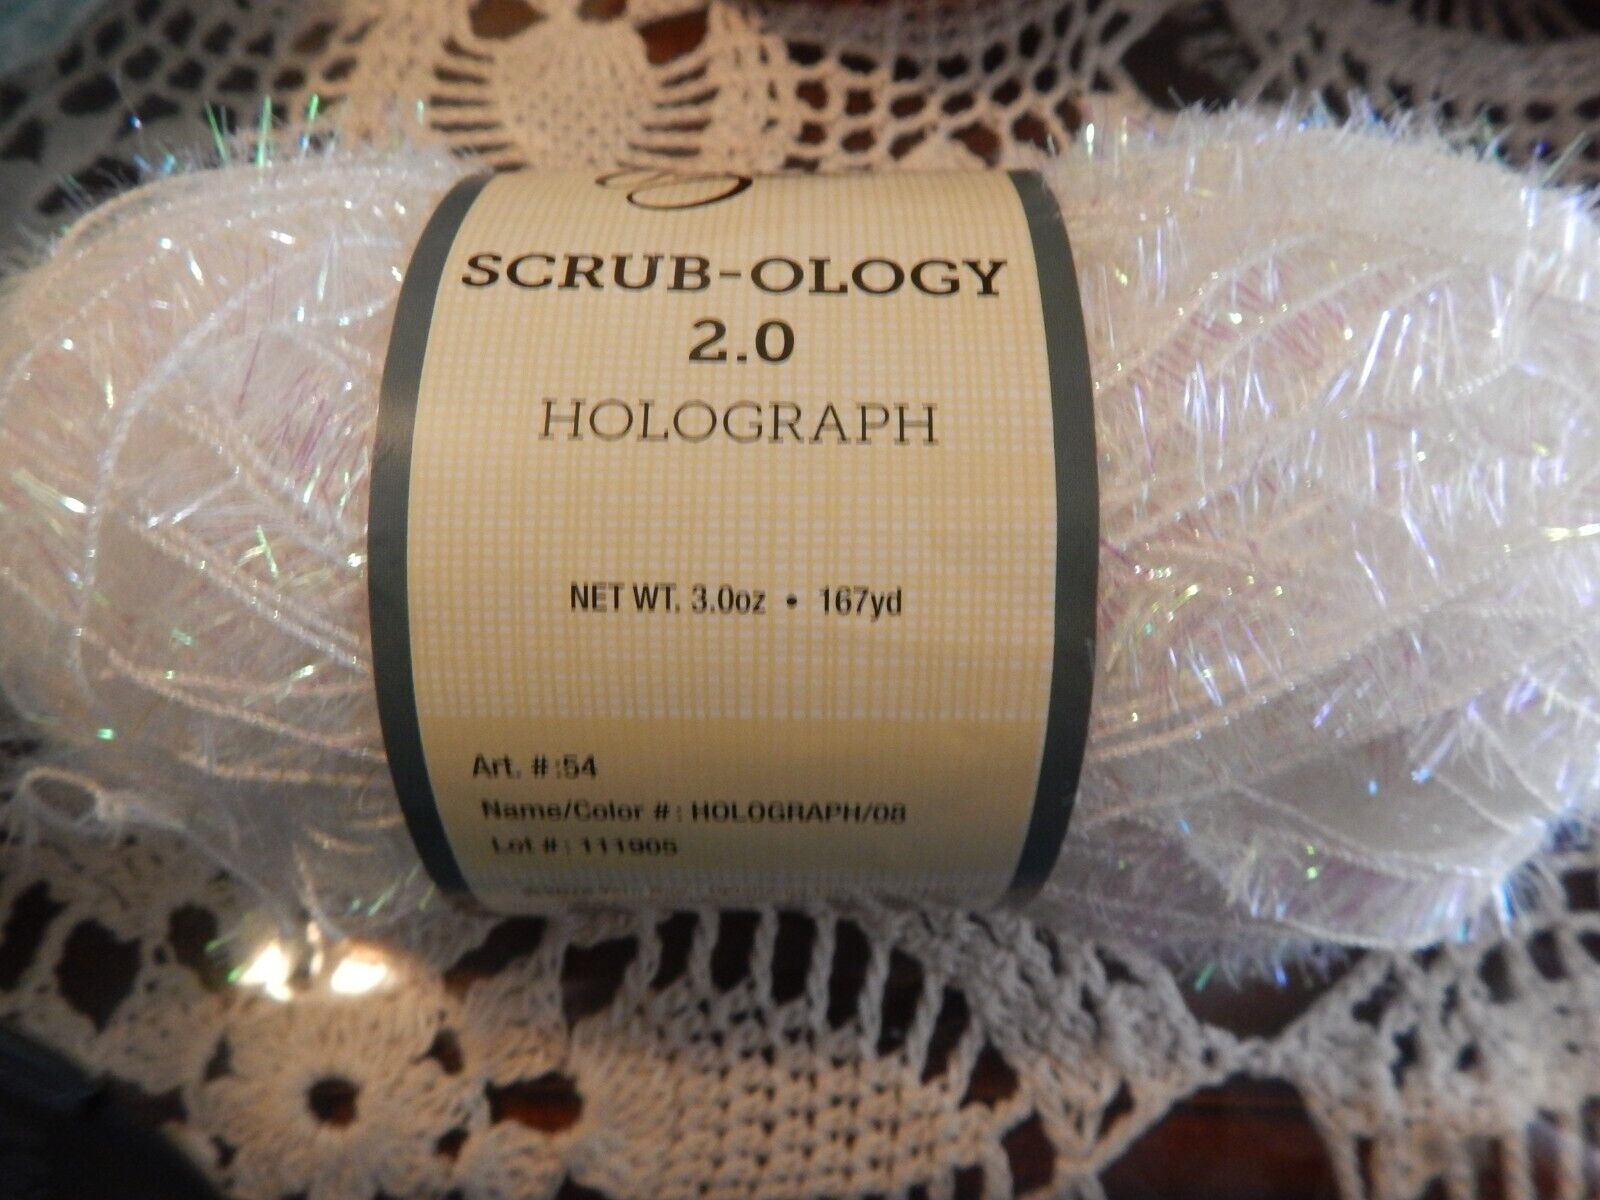 SCRUB-OLOGY
2.0
HOLOGRAPH
NET WT. 3.0oz • 167yd
Art. #:54
Name/Color #: HOLOGRAPH/08
Lot #: 111905